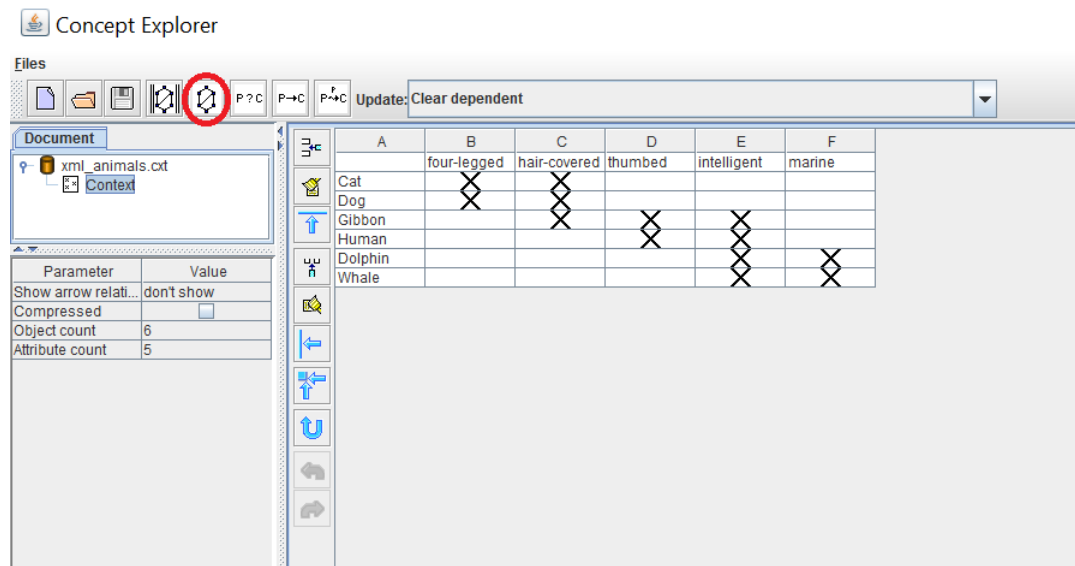 Concept Explorer
Files
P?C P→C P→C Update: Clear dependent
Document
xml_animals.cxt
Context
Parameter Value
Show arrow relati... don't show
Compressed
Object count 6
Attribute count 5
A B C D E F
four-legged hair-covered thumbed intelligent marine
Cat X X
Dog X X
Gibbon X X X
Human X X
Dolphin X X
Whale X X